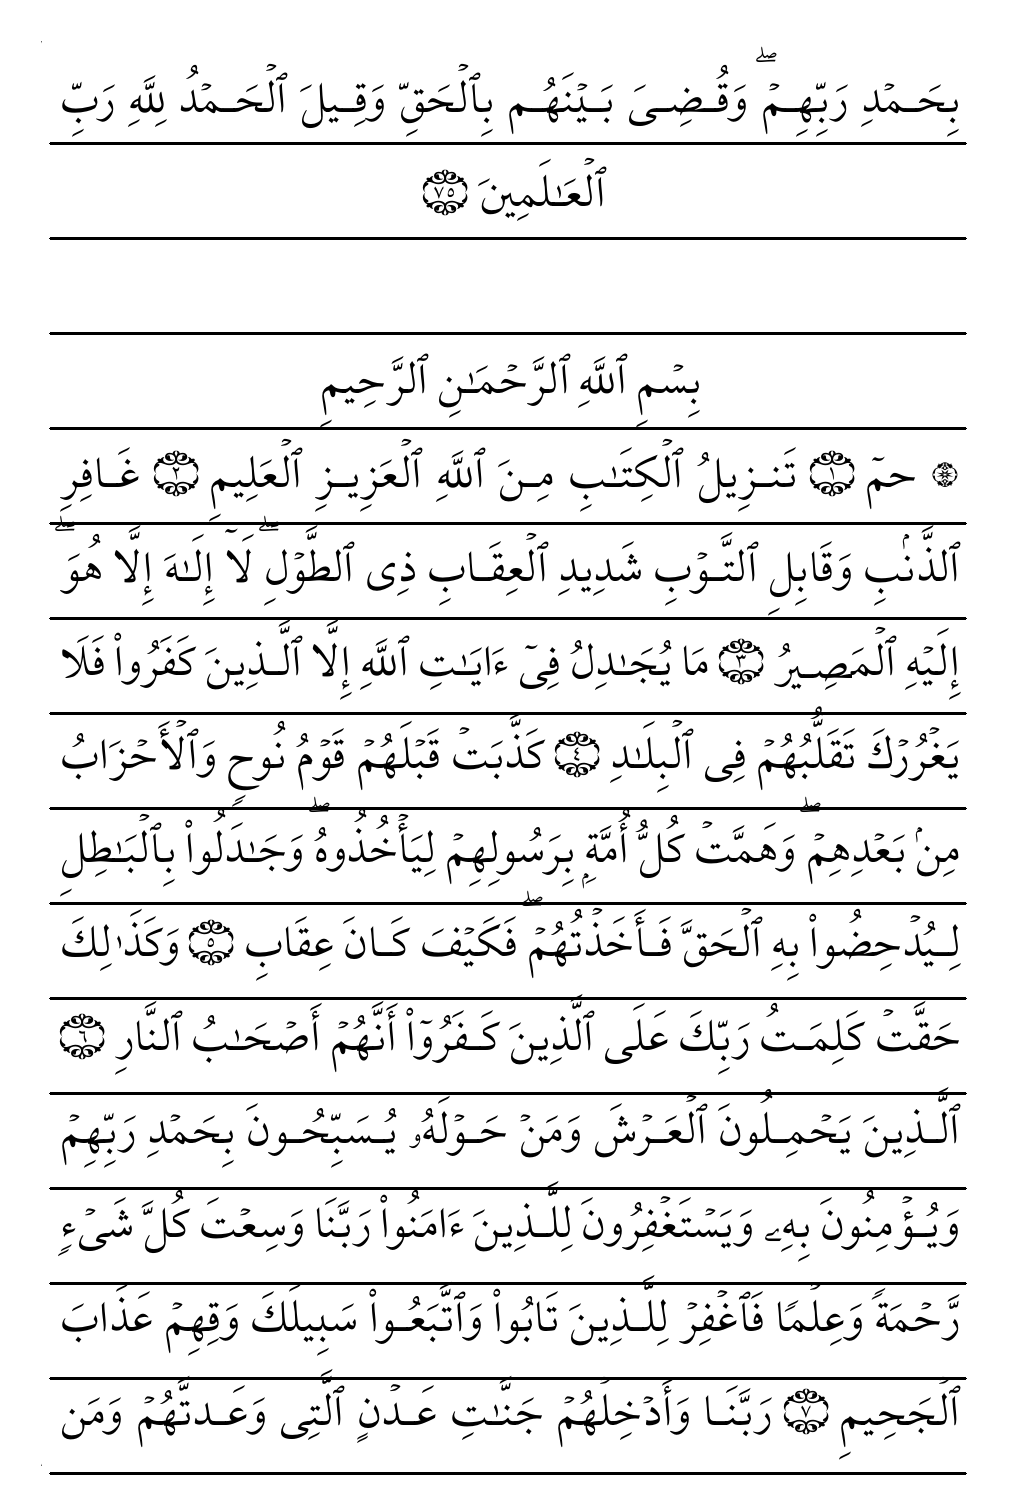 بِحَمۡدِ رَبِّهِمۡۖ وَقُضِىَ بَيۡنَهُم بِٱلۡحَقِّ وَقِيلَ ٱلۡحَمۡدُ لِلَّهِ رَبِّ
ٱلۡعَـٰلَمِينَ ٧٥
بِسۡمِ ٱللَّهِ ٱلرَّحۡمَـٰنِ ٱلرَّحِيمِ
۞ حمٓ ١ تَنزِيلُ ٱلۡكِتَـٰبِ مِنَ ٱللَّهِ ٱلۡعَزِيزِ ٱلۡعَلِيمِ ٢ غَافِرِ
ٱلذَّنۢبِ وَقَابِلِ ٱلتَّوۡبِ شَدِيدِ ٱلۡعِقَابِ ذِى ٱلطَّوۡلِۖ لَآ إِلَـٰهَ إِلَّا هُوَۖ
إِلَيۡهِ ٱلۡمَصِيرُ ٣ مَا يُجَـٰدِلُ فِىٓ ءَايَـٰتِ ٱللَّهِ إِلَّا ٱلَّذِينَ كَفَرُوا۟ فَلَا
يَغۡرُرۡكَ تَقَلُّبُهُمۡ فِى ٱلۡبِلَـٰدِ ٤ كَذَّبَتۡ قَبۡلَهُمۡ قَوۡمُ نُوحٍ وَٱلۡأَحۡزَابُ
مِنۢ بَعۡدِهِمۡۖ وَهَمَّتۡ كُلُّ أُمَّةِۭ بِرَسُولِهِمۡ لِيَأۡخُذُوهُۖ وَجَـٰدَلُوا۟ بِٱلۡبَـٰطِلِ
لِيُدۡحِضُوا۟ بِهِ ٱلۡحَقَّ فَأَخَذۡتُهُمۡۖ فَكَيۡفَ كَانَ عِقَابِ ٥ وَكَذَٰلِكَ
حَقَّتۡ كَلِمَتُ رَبِّكَ عَلَى ٱلَّذِينَ كَفَرُوٓا۟ أَنَّهُمۡ أَصۡحَـٰبُ ٱلنَّارِ ٦
ٱلَّذِينَ يَحۡمِلُونَ ٱلۡعَرۡشَ وَمَنۡ حَوۡلَهُۥ يُسَبِّحُونَ بِحَمۡدِ رَبِّهِمۡ
وَيُؤۡمِنُونَ بِهِۦ وَيَسۡتَغۡفِرُونَ لِلَّذِينَ ءَامَنُوا۟ رَبَّنَا وَسِعۡتَ كُلَّ شَىۡءٍ
رَّحۡمَةً وَعِلۡمًا فَٱغۡفِرۡ لِلَّذِينَ تَابُوا۟ وَٱتَّبَعُوا۟ سَبِيلَكَ وَقِهِمۡ عَذَابَ
ٱلۡجَحِيمِ ٧ رَبَّنَا وَأَدۡخِلۡهُمۡ جَنَّـٰتِ عَدۡنٍ ٱلَّتِى وَعَدتَّهُمۡ وَمَن